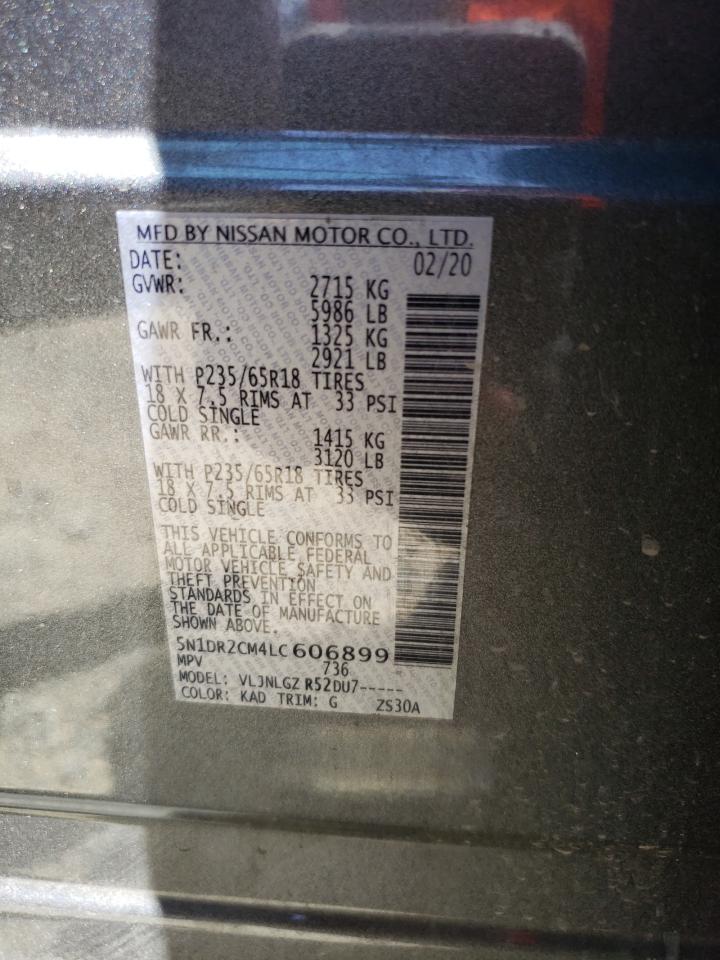 MFD BY NISSAN MOTOR CO., LTD.
DATE: 02/20
GVWR: 2715 KG
5986 LB
GAWR FR.: 1325 KG
2921 LB
WITH P235/65R18 TIRES
18 X 7.5 RIMS AT 33 PSI
COLD SINGLE
GAWR RR.: 1415 KG
3120 LB
WITH P235/65R18 TIRES
18 X 7.5 RIMS AT 33 PSI
COLD SINGLE
THIS VEHICLE CONFORMS TO
ALL APPLICABLE FEDERAL
MOTOR VEHICLE SAFETY AND
THEFT PREVENTION
STANDARDS IN EFFECT ON
THE DATE OF MANUFACTURE
SHOWN ABOVE.
5N1DR2CM4LC606899
MPV 736
MODEL: VLJNLGZ R52DU7-----
COLOR: KAD TRIM: G ZS30A